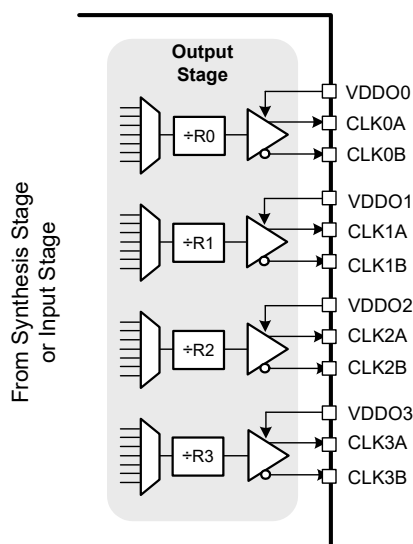 Output
Stage
From Synthesis Stage
or Input Stage
÷R0
VDDO0
CLK0A
CLK0B
÷R1
VDDO1
CLK1A
CLK1B
÷R2
VDDO2
CLK2A
CLK2B
÷R3
VDDO3
CLK3A
CLK3B